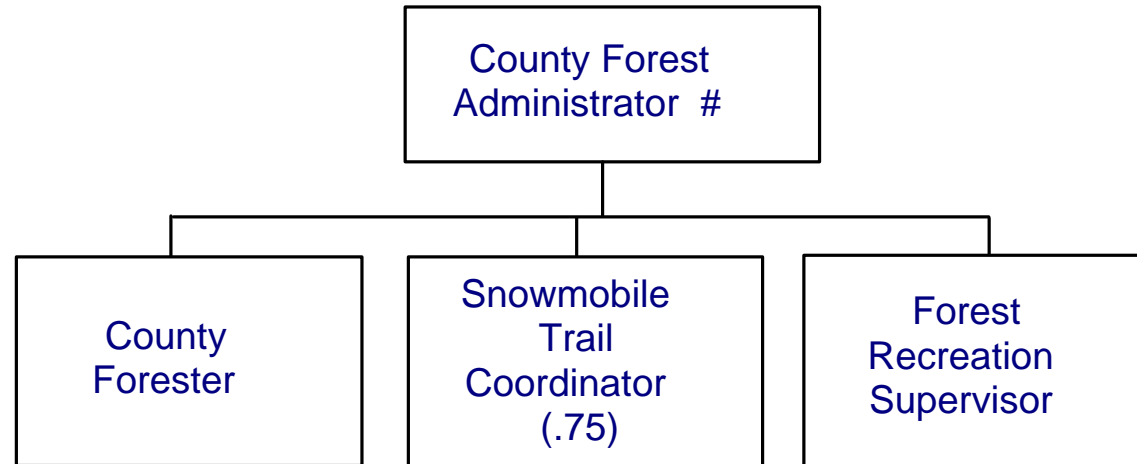 County Forest
Administrator #
County
Forester
Snowmobile
Trail
Coordinator
(.75)
Forest
Recreation
Supervisor